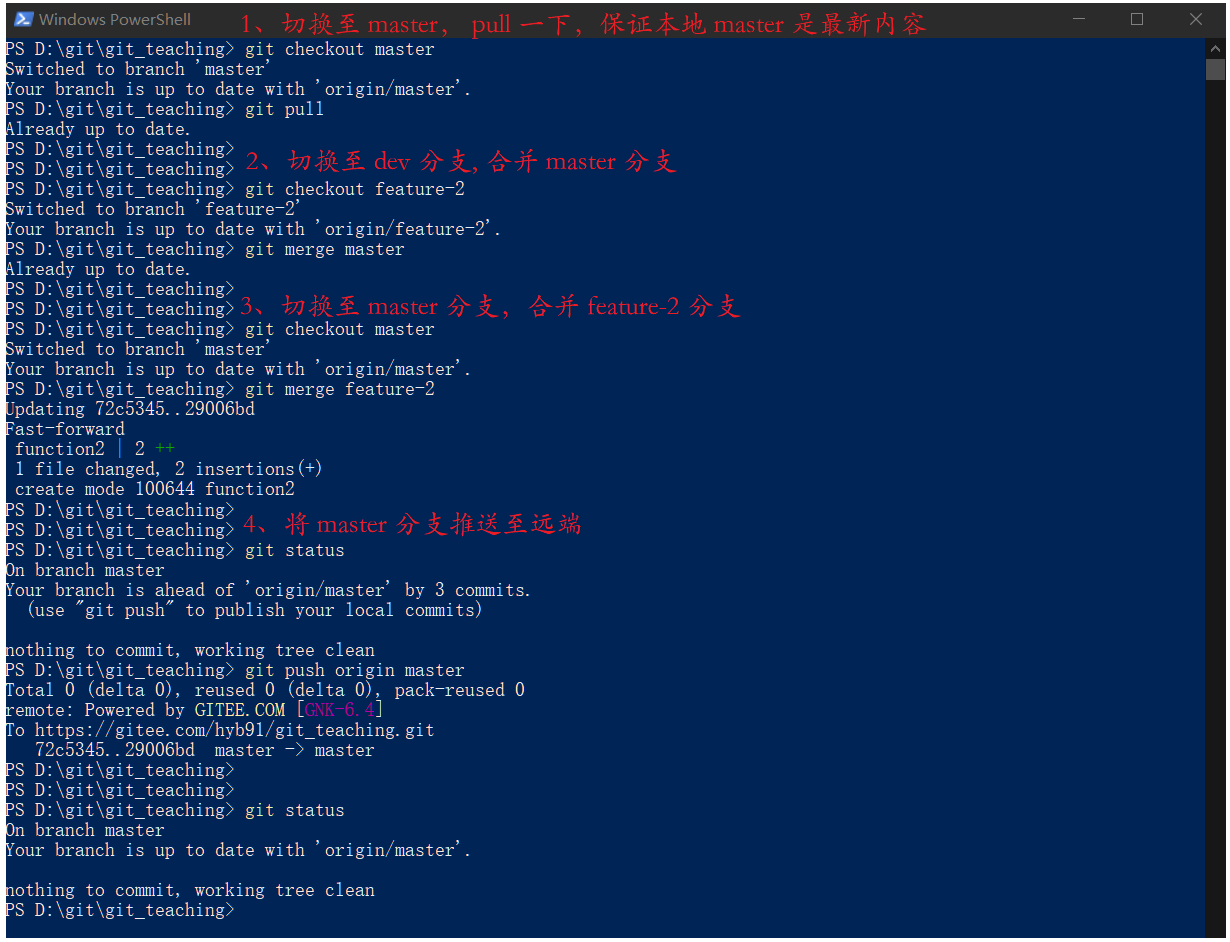 Windows PowerShell
1、切换至 master， pull 一下，保证本地 master 是最新内容
PS D:\git\git_teaching> git checkout master
Switched to branch 'master'
Your branch is up to date with 'origin/master'.
PS D:\git\git_teaching> git pull
Already up to date.
PS D:\git\git_teaching>
PS D:\git\git_teaching> 2、切换至 dev 分支, 合并 master 分支
PS D:\git\git_teaching> git checkout feature-2
Switched to branch 'feature-2'
Your branch is up to date with 'origin/feature-2'.
PS D:\git\git_teaching> git merge master
Already up to date.
PS D:\git\git_teaching>
PS D:\git\git_teaching> 3、切换至 master 分支，合并 feature-2 分支
PS D:\git\git_teaching> git checkout master
Switched to branch 'master'
Your branch is up to date with 'origin/master'.
PS D:\git\git_teaching> git merge feature-2
Updating 72c5345..29006bd
Fast-forward
 function2 | 2 ++
 1 file changed, 2 insertions(+)
 create mode 100644 function2
PS D:\git\git_teaching>
PS D:\git\git_teaching> 4、将 master 分支推送至远端
PS D:\git\git_teaching> git status
On branch master
Your branch is ahead of 'origin/master' by 3 commits.
  (use "git push" to publish your local commits)
nothing to commit, working tree clean
PS D:\git\git_teaching> git push origin master
Total 0 (delta 0), reused 0 (delta 0), pack-reused 0
remote: Powered by GITEE.COM [GNK-6.4]
To https://gitee.com/hyb91/git_teaching.git
   72c5345..29006bd  master -> master
PS D:\git\git_teaching>
PS D:\git\git_teaching>
PS D:\git\git_teaching> git status
On branch master
Your branch is up to date with 'origin/master'.
nothing to commit, working tree clean
PS D:\git\git_teaching>